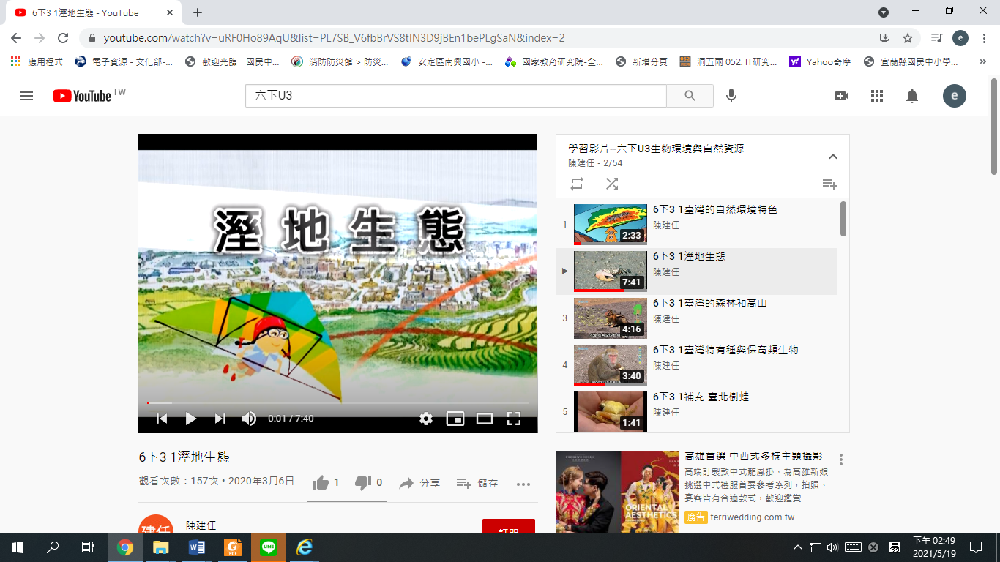 6下3 1溼地生態 - YouTube
youtube.com/watch?v=uRF0Ho89AqU&list=PL7SB_V6fbBrVS8tIN3D9jBEn1bePLgSaN&index=2
e
應用程式
電子資源 - 文化部-...
歡迎光臨 國民中...
消防防災館 > 防災...
安定區南興國小 -...
國家教育研究院-全...
新增分頁
洞五兩 052: IT研究...
Yahoo奇摩
宜蘭縣國民中小學...
»
YouTube TW
六下U3
e
溼地生態
0:01 / 7:40
學習影片--六下U3生物環境與自然資源
陳建任 - 2/54
1
2:33
6下3 1臺灣的自然環境特色
陳建任
7:41
6下3 1溼地生態
陳建任
3
4:16
6下3 1臺灣的森林和高山
陳建任
4
3:40
6下3 1臺灣特有種與保育類生物
陳建任
5
1:41
6下3 1補充 臺北樹蛙
陳建任
6下3 1溼地生態
觀看次數：157次 • 2020年3月6日
1
0
分享
儲存
建任
陳建任
訂閱
FERRIWEDDING
ORIENTAL
AESTHETICS
高雄首選 中西式多樣主題攝影
高端訂製款中式龍鳳掛，為高雄新娘
挑選中式禮服首要參考系列，拍照、
宴客皆有合適款式，歡迎鑑賞
廣告 ferriwedding.com.tw
下午 02:49
2021/5/19